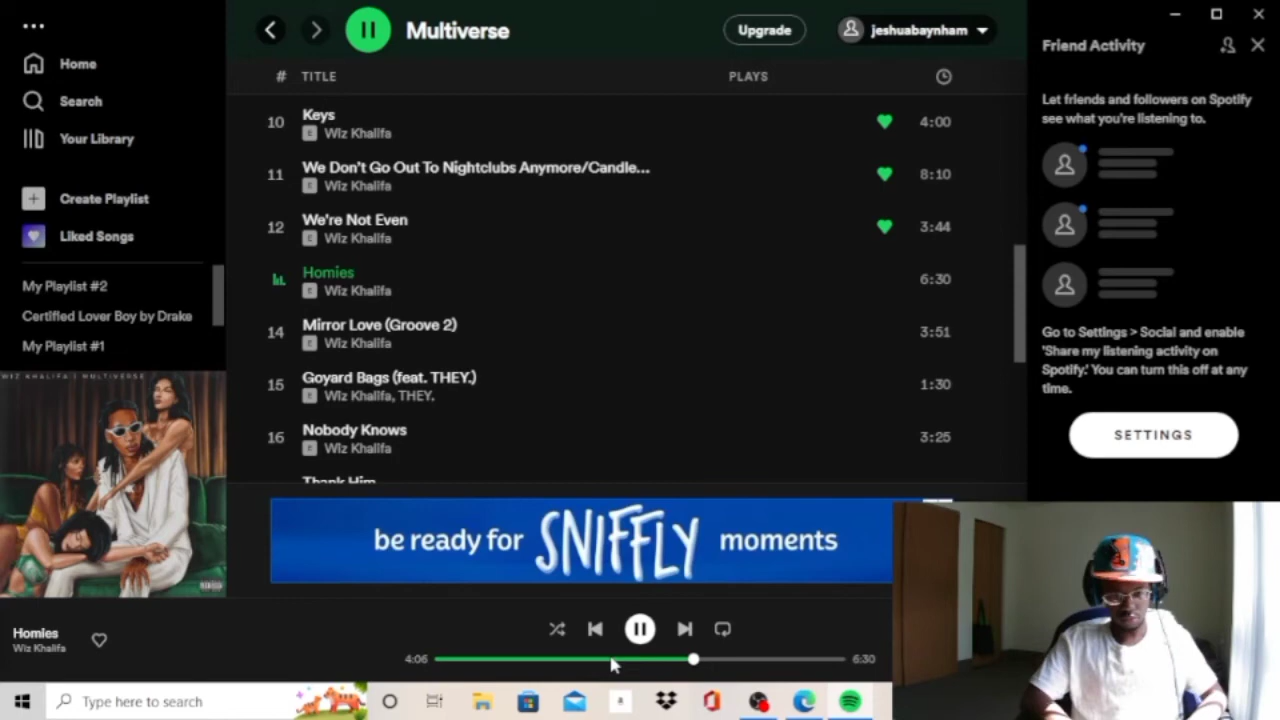 Multiverse
Upgrade
jeshuabaynham
Home
Search
Your Library
Create Playlist
Liked Songs
My Playlist #2
Certified Lover Boy by Drake
My Playlist #1
WIZ KHALIFA | MULTIVERSE
# TITLE PLAYS
10 Keys 4:00
E Wiz Khalifa
11 We Don't Go Out To Nightclubs Anymore/Candle... 8:10
E Wiz Khalifa
12 We're Not Even 3:44
E Wiz Khalifa
Homies 6:30
E Wiz Khalifa
14 Mirror Love (Groove 2) 3:51
E Wiz Khalifa
15 Goyard Bags (feat. THEY.) 1:30
E Wiz Khalifa, THEY.
16 Nobody Knows 3:25
E Wiz Khalifa
Thank Him
be ready for SNIFFLY moments
Friend Activity
Let friends and followers on Spotify
see what you're listening to.
Go to Settings > Social and enable
'Share my listening activity on
Spotify.' You can turn this off at any
time.
SETTINGS
Homies
Wiz Khalifa
4:06 6:30
Type here to search